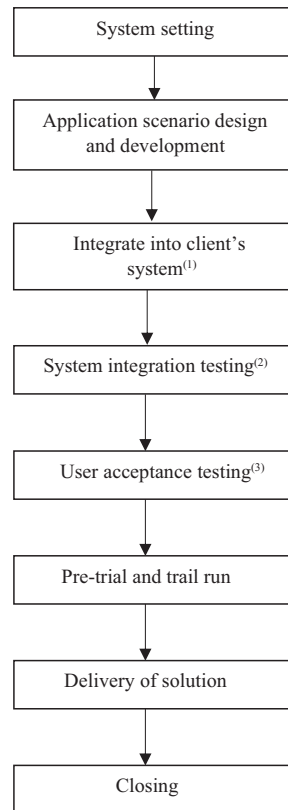 System setting
Application scenario design
and development
Integrate into client's
system(1)
System integration testing(2)
User acceptance testing(3)
Pre-trial and trail run
Delivery of solution
Closing